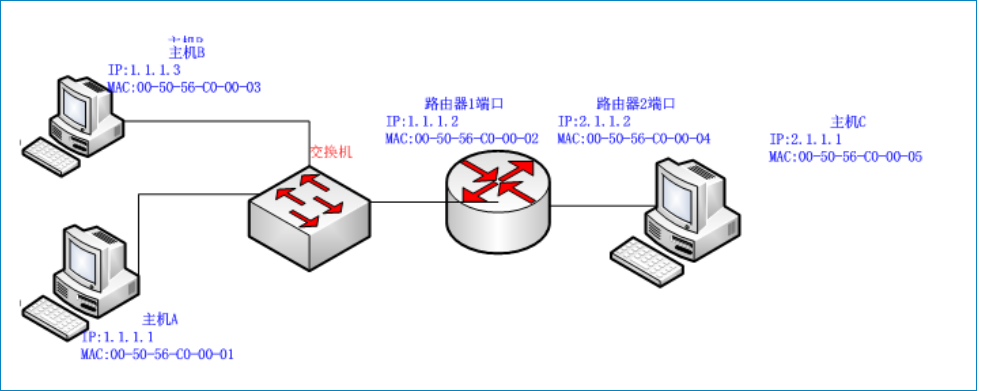 主机B
IP:1.1.1.3
MAC:00-50-56-C0-00-03
路由器1端口
IP:1.1.1.2
MAC:00-50-56-C0-00-02
路由器2端口
IP:2.1.1.2
MAC:00-50-56-C0-00-04
主机C
IP:2.1.1.1
MAC:00-50-56-C0-00-05
交换机
主机A
IP:1.1.1.1
MAC:00-50-56-C0-00-01